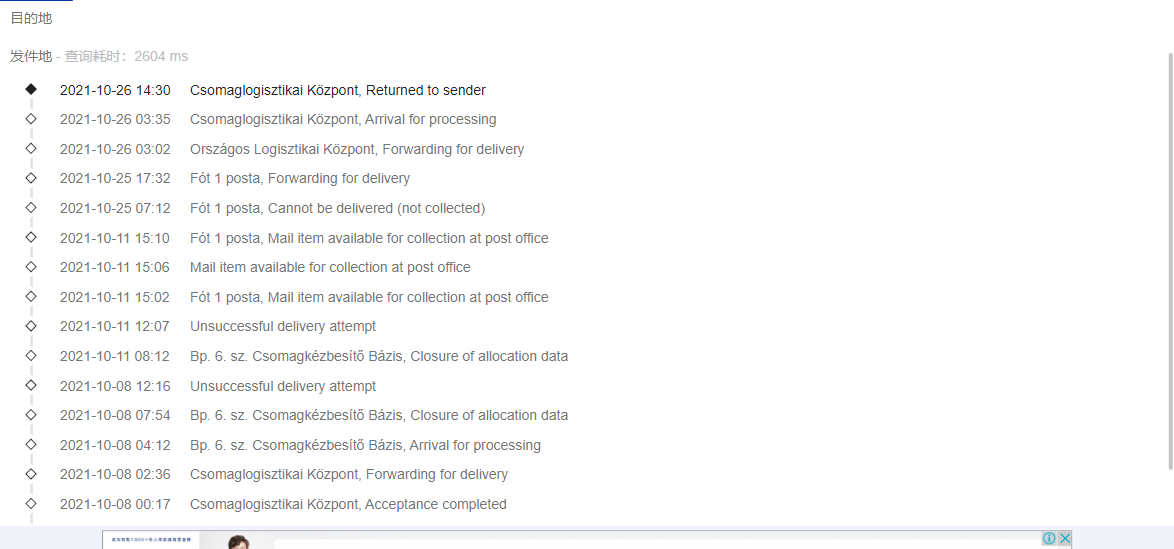 目的地
发件地 - 查询耗时：2604 ms
2021-10-26 14:30 Csomaglogisztikai Központ, Returned to sender
2021-10-26 03:35 Csomaglogisztikai Központ, Arrival for processing
2021-10-26 03:02 Országos Logisztikai Központ, Forwarding for delivery
2021-10-25 17:32 Fót 1 posta, Forwarding for delivery
2021-10-25 07:12 Fót 1 posta, Cannot be delivered (not collected)
2021-10-11 15:10 Fót 1 posta, Mail item available for collection at post office
2021-10-11 15:06 Mail item available for collection at post office
2021-10-11 15:02 Fót 1 posta, Mail item available for collection at post office
2021-10-11 12:07 Unsuccessful delivery attempt
2021-10-11 08:12 Bp. 6. sz. Csomagkézbesítő Bázis, Closure of allocation data
2021-10-08 12:16 Unsuccessful delivery attempt
2021-10-08 07:54 Bp. 6. sz. Csomagkézbesítő Bázis, Closure of allocation data
2021-10-08 04:12 Bp. 6. sz. Csomagkézbesítő Bázis, Arrival for processing
2021-10-08 02:36 Csomaglogisztikai Központ, Forwarding for delivery
2021-10-08 00:17 Csomaglogisztikai Központ, Acceptance completed